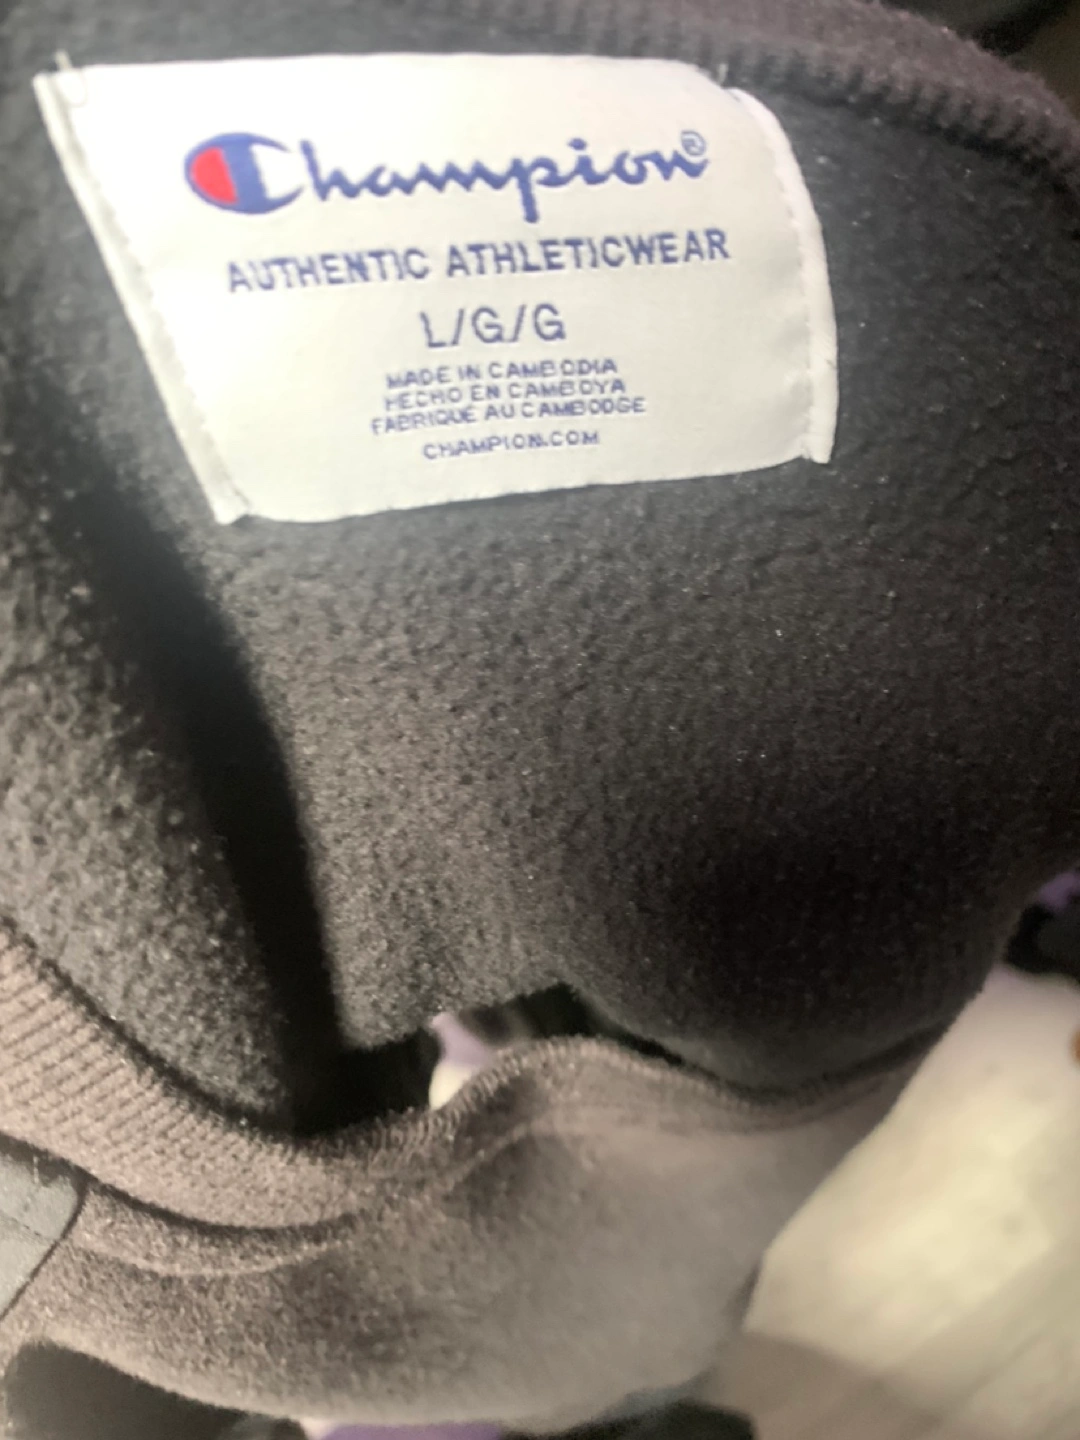 Champion®
AUTHENTIC ATHLETICWEAR
L/G/G
MADE IN CAMBODIA
HECHO EN CAMBOYA
FABRIQUÉ AU CAMBODGE
CHAMPION.COM